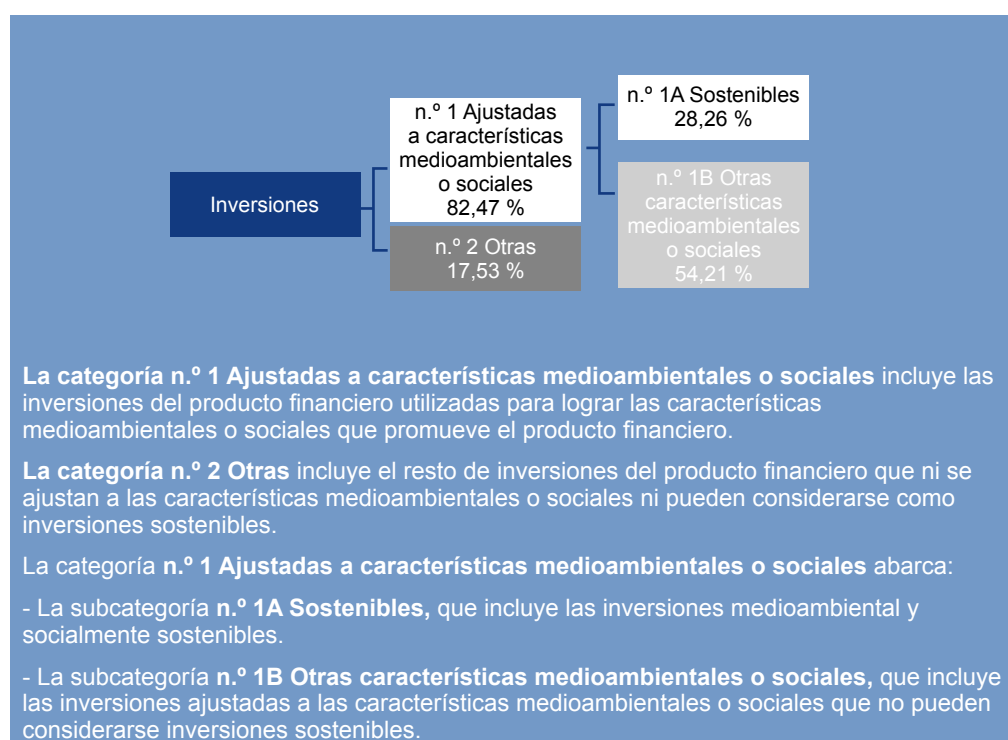 Inversiones
n.º 1 Ajustadas
a características
medioambientales
o sociales
82,47 %
n.º 2 Otras
17,53 %
n.º 1A Sostenibles
28,26 %
n.º 1B Otras
características
medioambientales
o sociales
54,21 %
La categoría n.º 1 Ajustadas a características medioambientales o sociales incluye las
inversiones del producto financiero utilizadas para lograr las características
medioambientales o sociales que promueve el producto financiero.
La categoría n.º 2 Otras incluye el resto de inversiones del producto financiero que ni se
ajustan a las características medioambientales o sociales ni pueden considerarse como
inversiones sostenibles.
La categoría n.º 1 Ajustadas a características medioambientales o sociales abarca:
- La subcategoría n.º 1A Sostenibles, que incluye las inversiones medioambiental y
socialmente sostenibles.
- La subcategoría n.º 1B Otras características medioambientales o sociales, que incluye
las inversiones ajustadas a las características medioambientales o sociales que no pueden
considerarse inversiones sostenibles.